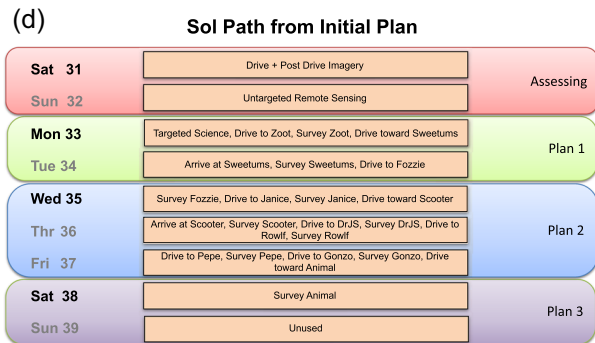 (d)
Sol Path from Initial Plan
Sat 31
Drive + Post Drive Imagery
Assessing
Sun 32
Untargeted Remote Sensing
Mon 33
Targeted Science, Drive to Zoot, Survey Zoot, Drive toward Sweetums
Plan 1
Tue 34
Arrive at Sweetums, Survey Sweetums, Drive to Fozzie
Wed 35
Survey Fozzie, Drive to Janice, Survey Janice, Drive toward Scooter
Plan 2
Thr 36
Arrive at Scooter, Survey Scooter, Drive to DrJS, Survey DrJS, Drive to
Rowlf, Survey Rowlf
Fri 37
Drive to Pepe, Survey Pepe, Drive to Gonzo, Survey Gonzo, Drive
toward Animal
Sat 38
Survey Animal
Plan 3
Sun 39
Unused